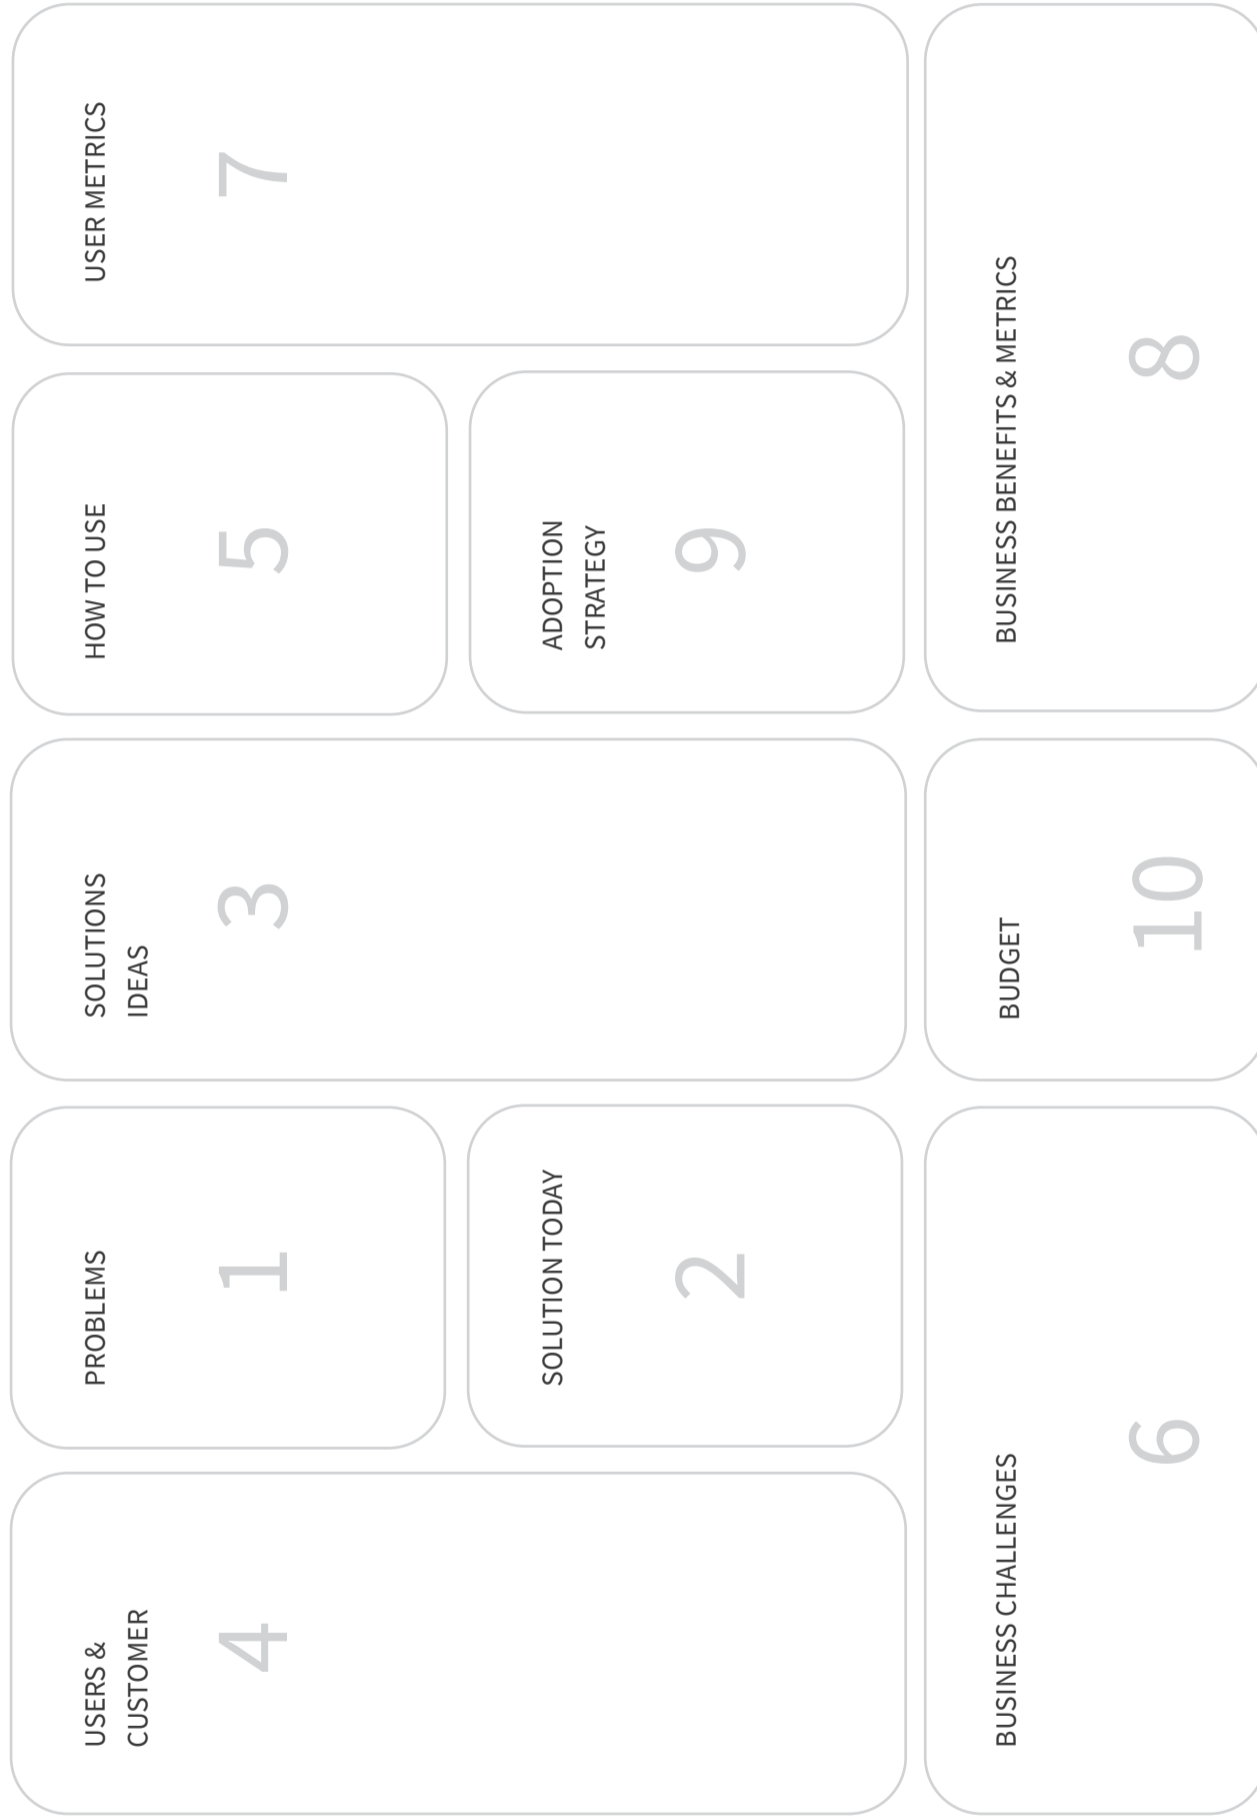 USERS &
CUSTOMER
4
PROBLEMS
1
SOLUTION TODAY
2
SOLUTIONS
IDEAS
3
HOW TO USE
5
ADOPTION
STRATEGY
9
USER METRICS
7
BUSINESS CHALLENGES
6
BUDGET
10
BUSINESS BENEFITS & METRICS
8